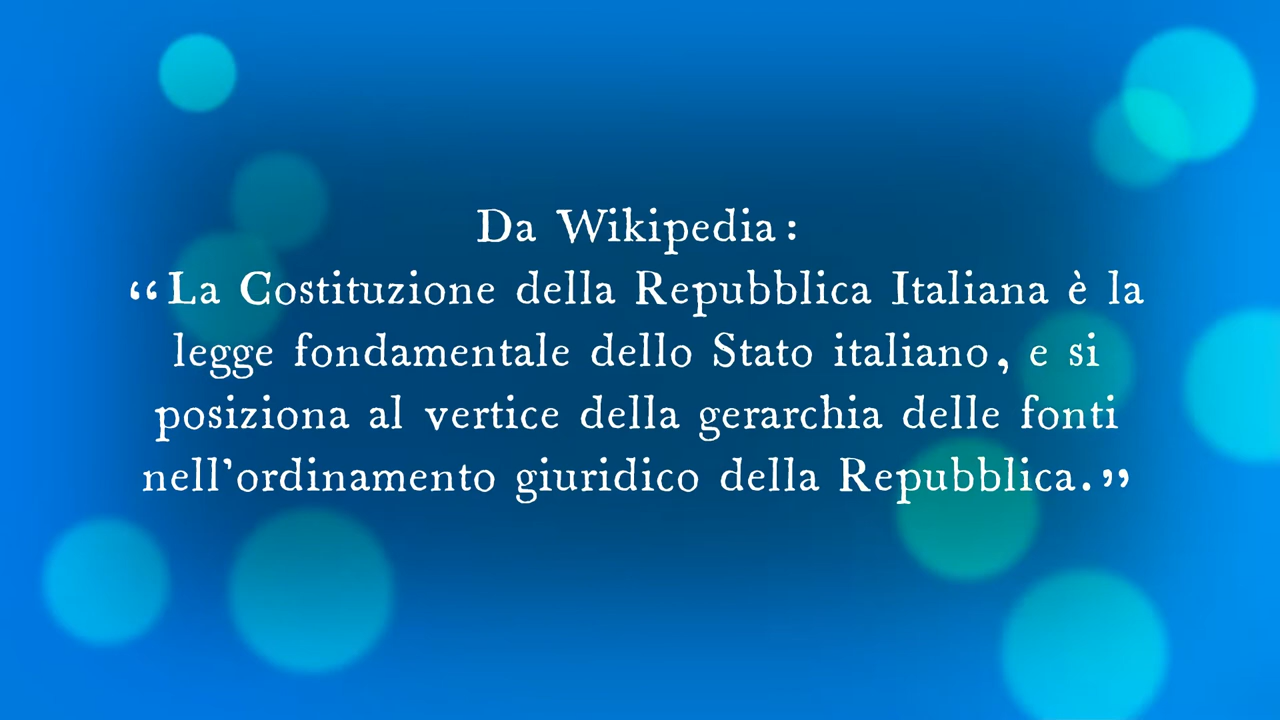 Da Wikipedia:
“La Costituzione della Repubblica Italiana è la
legge fondamentale dello Stato italiano, e si
posiziona al vertice della gerarchia delle fonti
nell’ordinamento giuridico della Repubblica.”